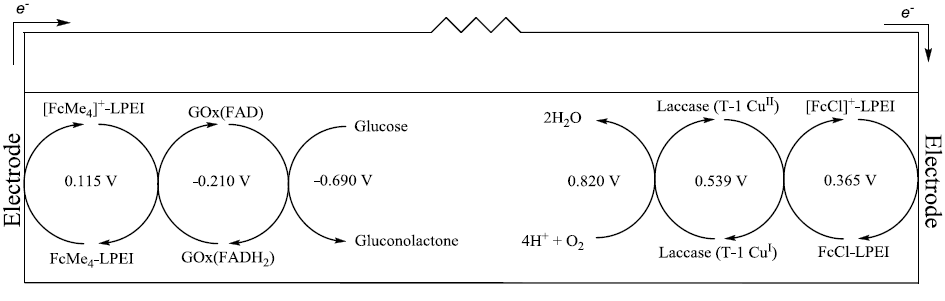 e⁻
e⁻
[FcMe₄]⁺-LPEI
GOx(FAD)
Glucose
2H₂O
Laccase (T-1 Cuᴵᴵ)
[FcCl]⁺-LPEI
Electrode
0.115 V
-0.210 V
-0.690 V
0.820 V
0.539 V
0.365 V
Electrode
FcMe₄-LPEI
GOx(FADH₂)
Gluconolactone
4H⁺ + O₂
Laccase (T-1 Cuᴵ)
FcCl-LPEI